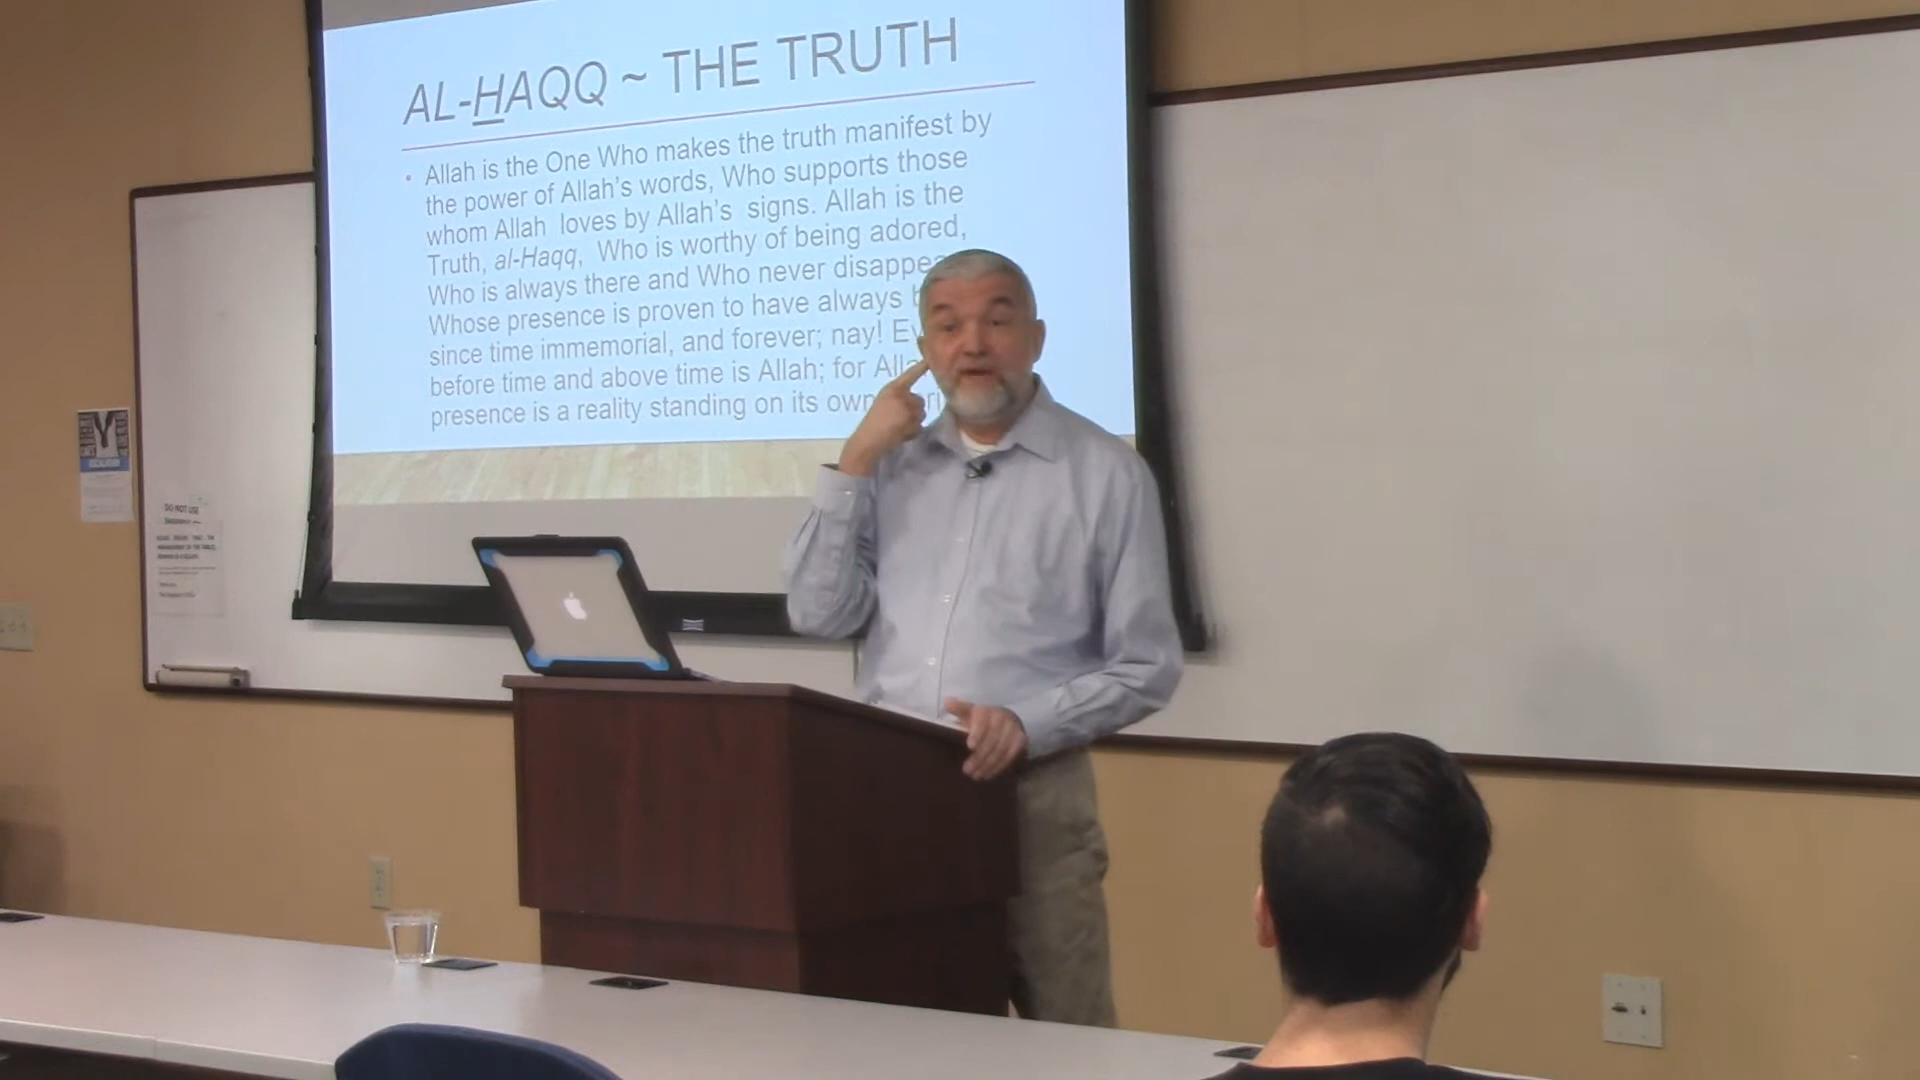 AL-HAQQ ~ THE TRUTH
• Allah is the One Who makes the truth manifest by
the power of Allah's words, Who supports those
whom Allah loves by Allah's signs. Allah is the
Truth, al-Haqq, Who is worthy of being adored,
Who is always there and Who never disappe
Whose presence is proven to have always
since time immemorial, and forever; nay!
before time and above time is Allah; for
presence is a reality standing on its own
DO NOT USE